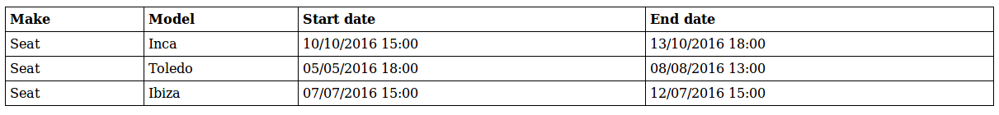 Make Model Start date End date
Seat Inca 10/10/2016 15:00 13/10/2016 18:00
Seat Toledo 05/05/2016 18:00 08/08/2016 13:00
Seat Ibiza 07/07/2016 15:00 12/07/2016 15:00